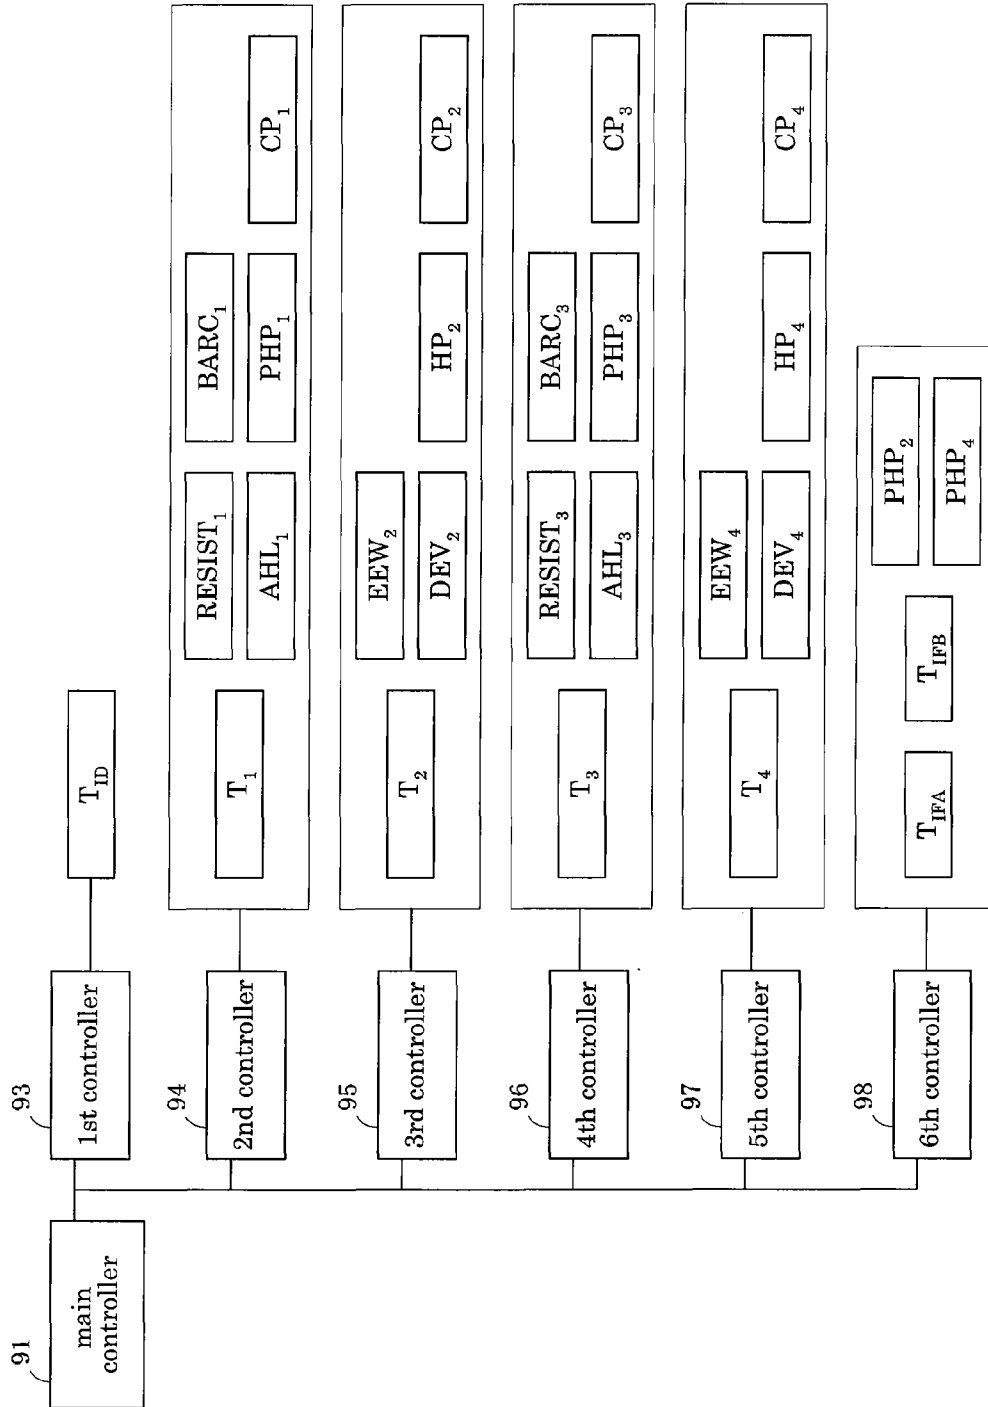 91
main
controller
93
1st controller
T_ID
94
2nd controller
T_1
RESIST_1
BARC_1
AHL_1
PHP_1
CP_1
95
3rd controller
T_2
EEW_2
DEV_2
HP_2
CP_2
96
4th controller
T_3
RESIST_3
BARC_3
AHL_3
PHP_3
CP_3
97
5th controller
T_4
EEW_4
DEV_4
HP_4
CP_4
98
6th controller
T_IFA
T_IFB
PHP_2
PHP_4